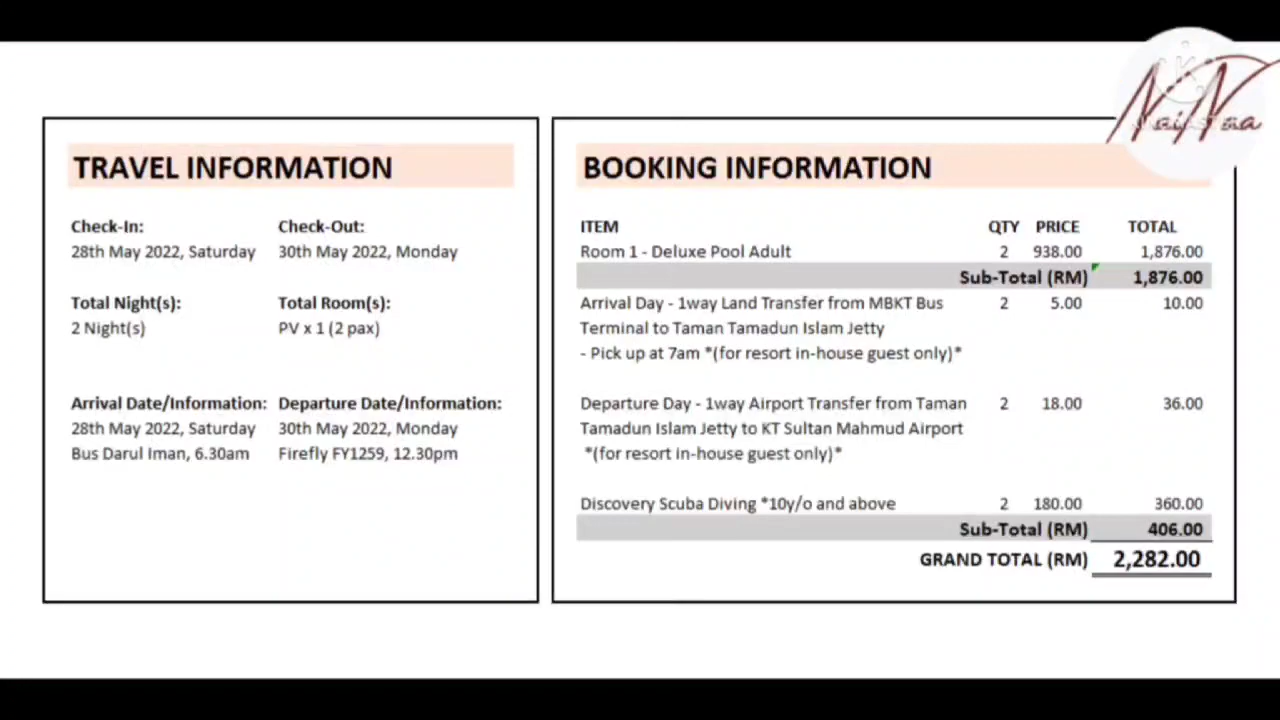 NaiNaa
TRAVEL INFORMATION
Check-In: Check-Out:
28th May 2022, Saturday 30th May 2022, Monday
Total Night(s): Total Room(s):
2 Night(s) PV x 1 (2 pax)
Arrival Date/Information: Departure Date/Information:
28th May 2022, Saturday 30th May 2022, Monday
Bus Darul Iman, 6.30am Firefly FY1259, 12.30pm
BOOKING INFORMATION
ITEM QTY PRICE TOTAL
Room 1 - Deluxe Pool Adult 2 938.00 1,876.00
Sub-Total (RM) 1,876.00
Arrival Day - 1way Land Transfer from MBKT Bus 2 5.00 10.00
Terminal to Taman Tamadun Islam Jetty
- Pick up at 7am *(for resort in-house guest only)*
Departure Day - 1way Airport Transfer from Taman 2 18.00 36.00
Tamadun Islam Jetty to KT Sultan Mahmud Airport
*(for resort in-house guest only)*
Discovery Scuba Diving *10y/o and above 2 180.00 360.00
Sub-Total (RM) 406.00
GRAND TOTAL (RM) 2,282.00